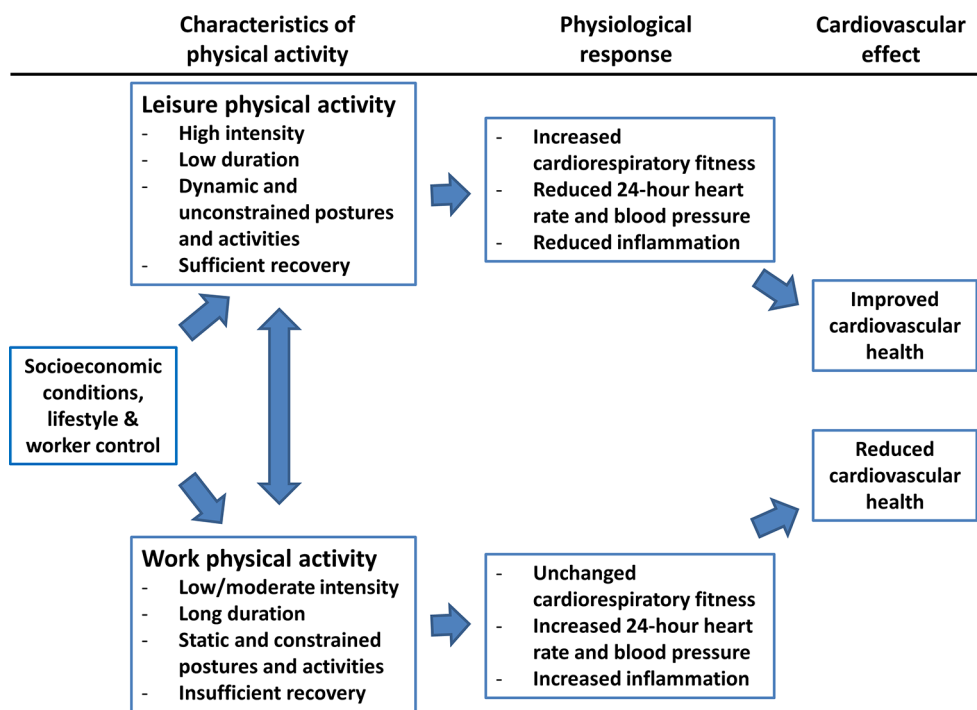 Characteristics of
physical activity
Physiological
response
Cardiovascular
effect
Leisure physical activity
- High intensity
- Low duration
- Dynamic and
unconstrained postures
and activities
- Sufficient recovery
- Increased
cardiorespiratory fitness
- Reduced 24-hour heart
rate and blood pressure
- Reduced inflammation
Improved
cardiovascular
health
Socioeconomic
conditions,
lifestyle &
worker control
Reduced
cardiovascular
health
Work physical activity
- Low/moderate intensity
- Long duration
- Static and constrained
postures and activities
- Insufficient recovery
- Unchanged
cardiorespiratory fitness
- Increased 24-hour heart
rate and blood pressure
- Increased inflammation